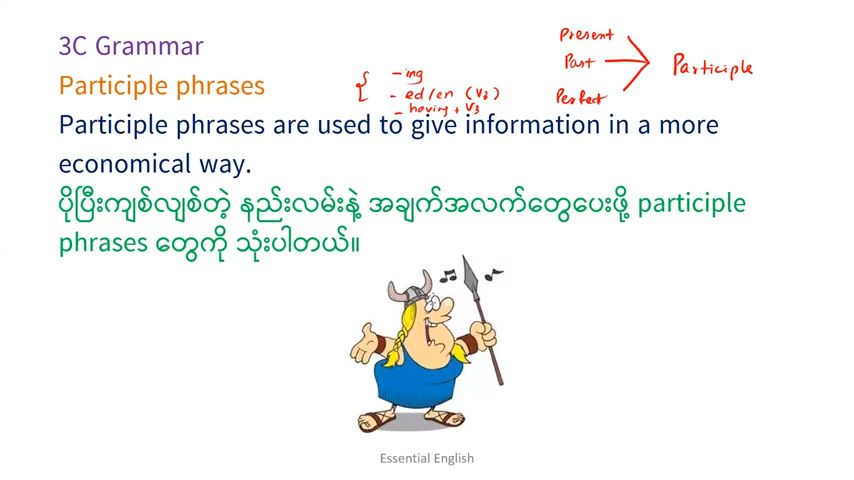 3C Grammar
Participle phrases
- ing
- ed/en (V3)
- having + V3
Present
Past
Perfect
Participle
Participle phrases are used to give information in a more
economical way.
ပိုပြီးကျစ်လျစ်တဲ့ နည်းလမ်းနဲ့ အချက်အလက်တွေပေးဖို့ participle
phrases တွေကို သုံးပါတယ်။
Essential English